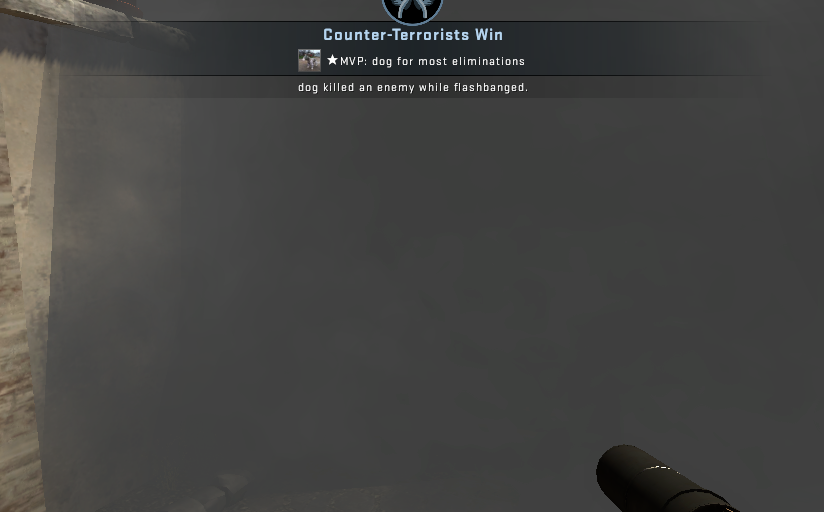 Counter-Terrorists Win
★MVP: dog for most eliminations
dog killed an enemy while flashbanged.